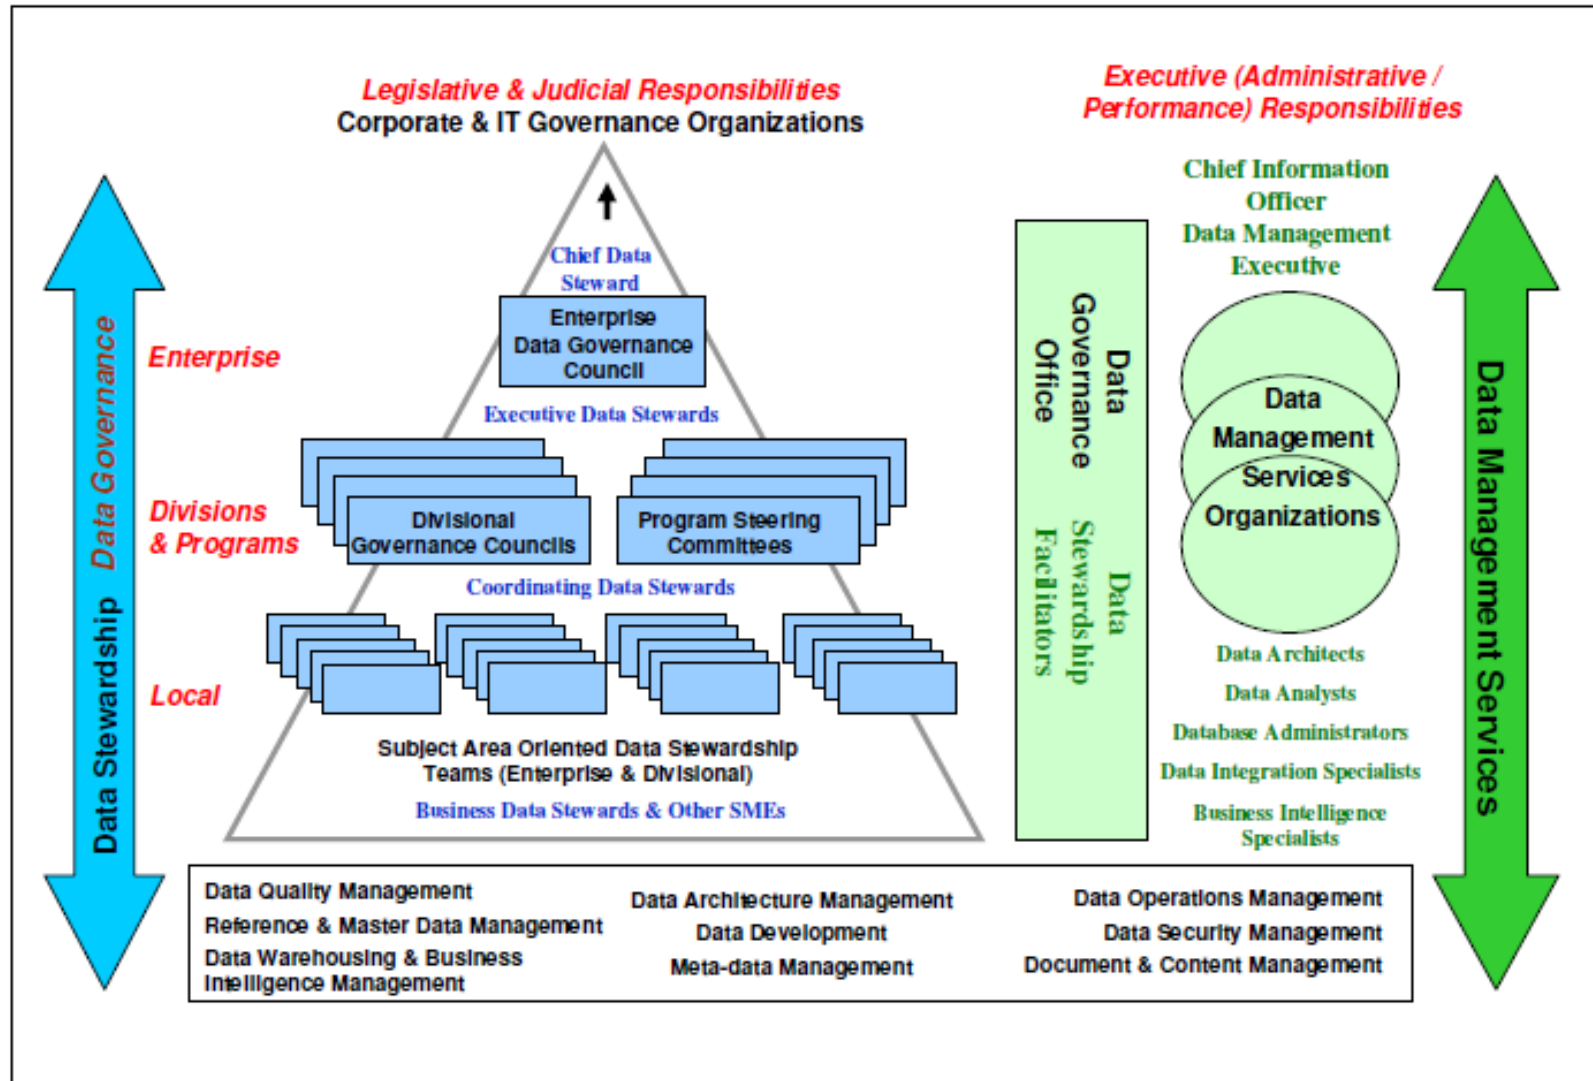 Legislative & Judicial Responsibilities
Corporate & IT Governance Organizations
Executive (Administrative /
Performance) Responsibilities
Data Stewardship Data Governance
Enterprise
Divisions
& Programs
Local
Chief Data
Steward
Enterprise
Data Governance
Council
Executive Data Stewards
Divisional
Governance Councils
Program Steering
Committees
Coordinating Data Stewards
Subject Area Oriented Data Stewardship
Teams (Enterprise & Divisional)
Business Data Stewards & Other SMEs
Data
Governance
Office
Data
Stewardship
Facilitators
Chief Information
Officer
Data Management
Executive
Data
Management
Services
Organizations
Data Architects
Data Analysts
Database Administrators
Data Integration Specialists
Business Intelligence
Specialists
Data Management Services
Data Quality Management
Reference & Master Data Management
Data Warehousing & Business
Intelligence Management
Data Architecture Management
Data Development
Meta-data Management
Data Operations Management
Data Security Management
Document & Content Management